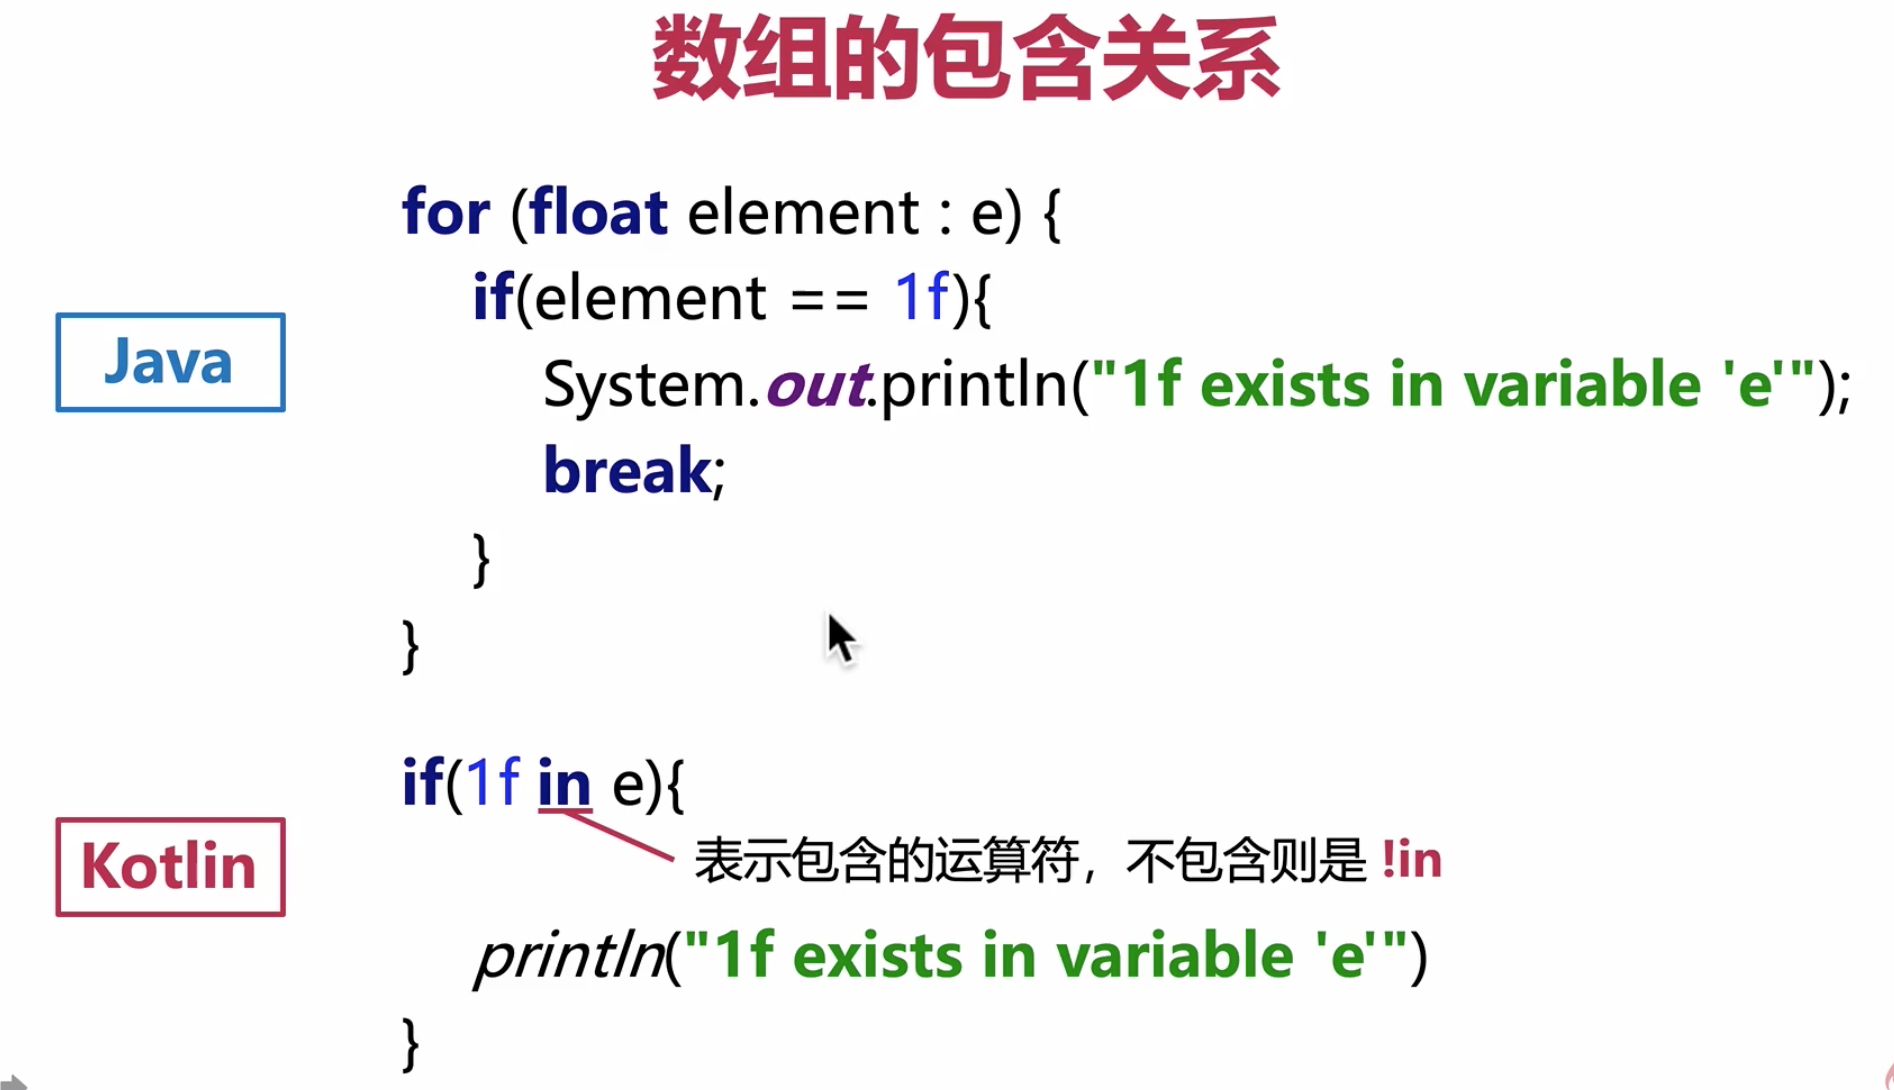 数组的包含关系
Java
for (float element : e) {
if(element == 1f){
System.out.println("1f exists in variable 'e'");
break;
}
}
Kotlin
if(1f in e){
表示包含的运算符，不包含则是 !in
println("1f exists in variable 'e'")
}